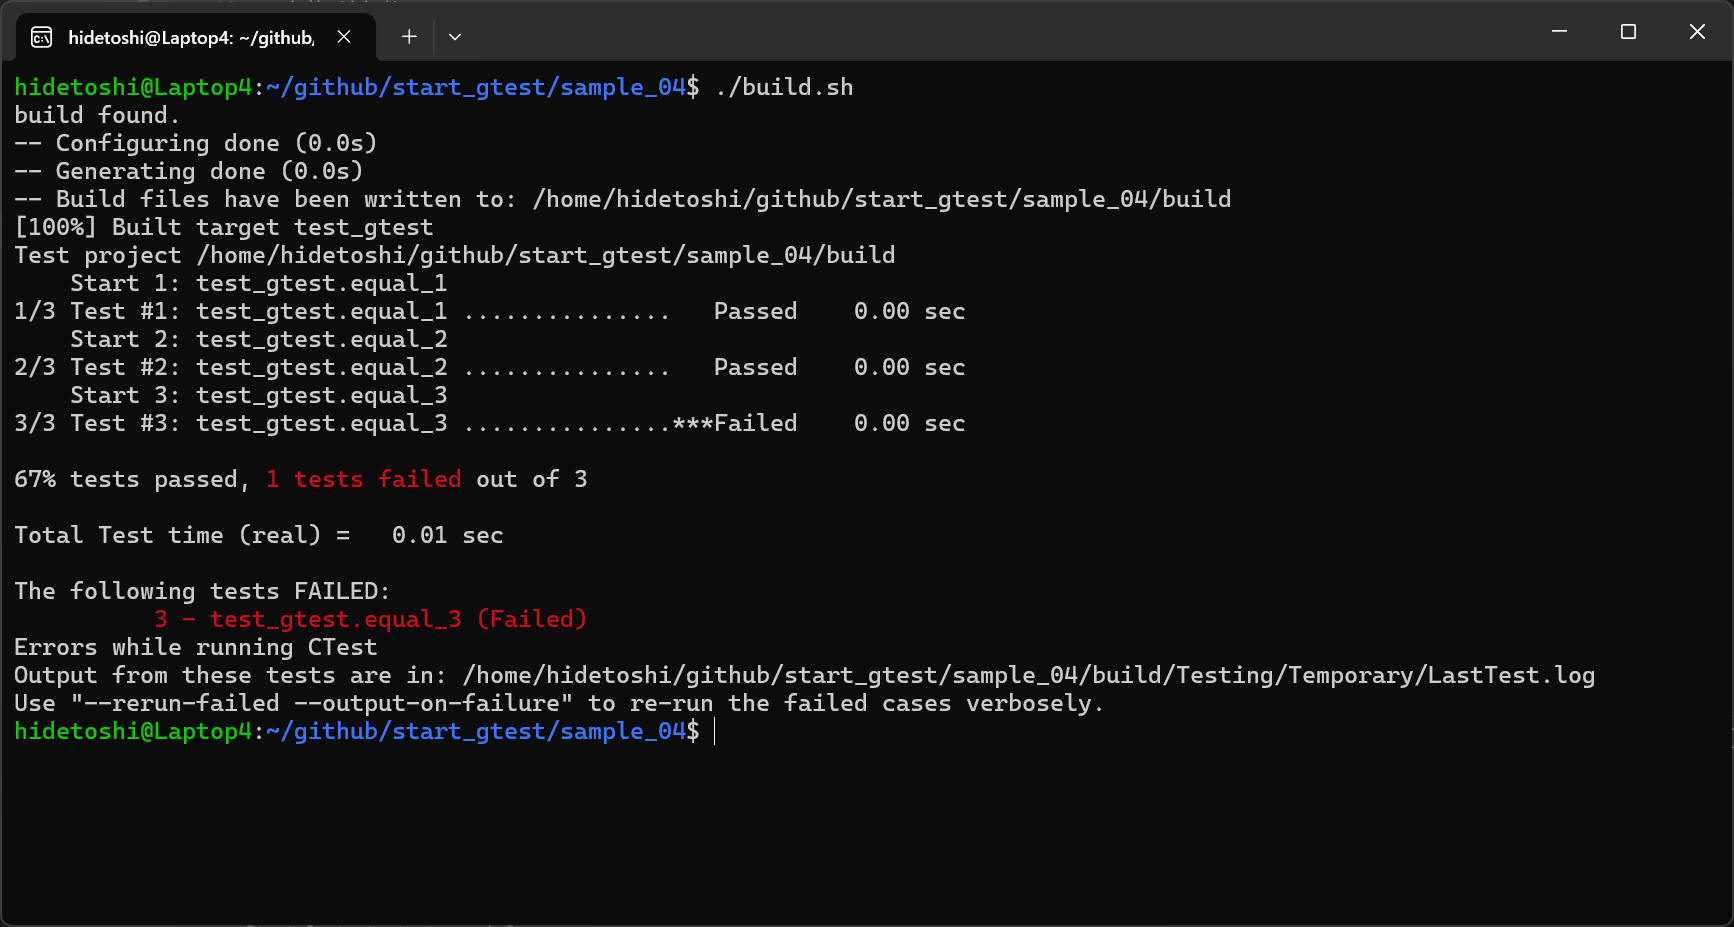 hidetoshi@Laptop4: ~/github/
hidetoshi@Laptop4:~/github/start_gtest/sample_04$ ./build.sh
build found.
-- Configuring done (0.0s)
-- Generating done (0.0s)
-- Build files have been written to: /home/hidetoshi/github/start_gtest/sample_04/build
[100%] Built target test_gtest
Test project /home/hidetoshi/github/start_gtest/sample_04/build
    Start 1: test_gtest.equal_1
1/3 Test #1: test_gtest.equal_1 ...............   Passed    0.00 sec
    Start 2: test_gtest.equal_2
2/3 Test #2: test_gtest.equal_2 ...............   Passed    0.00 sec
    Start 3: test_gtest.equal_3
3/3 Test #3: test_gtest.equal_3 ...............***Failed    0.00 sec
67% tests passed, 1 tests failed out of 3
Total Test time (real) =   0.01 sec
The following tests FAILED:
          3 - test_gtest.equal_3 (Failed)
Errors while running CTest
Output from these tests are in: /home/hidetoshi/github/start_gtest/sample_04/build/Testing/Temporary/LastTest.log
Use "--rerun-failed --output-on-failure" to re-run the failed cases verbosely.
hidetoshi@Laptop4:~/github/start_gtest/sample_04$